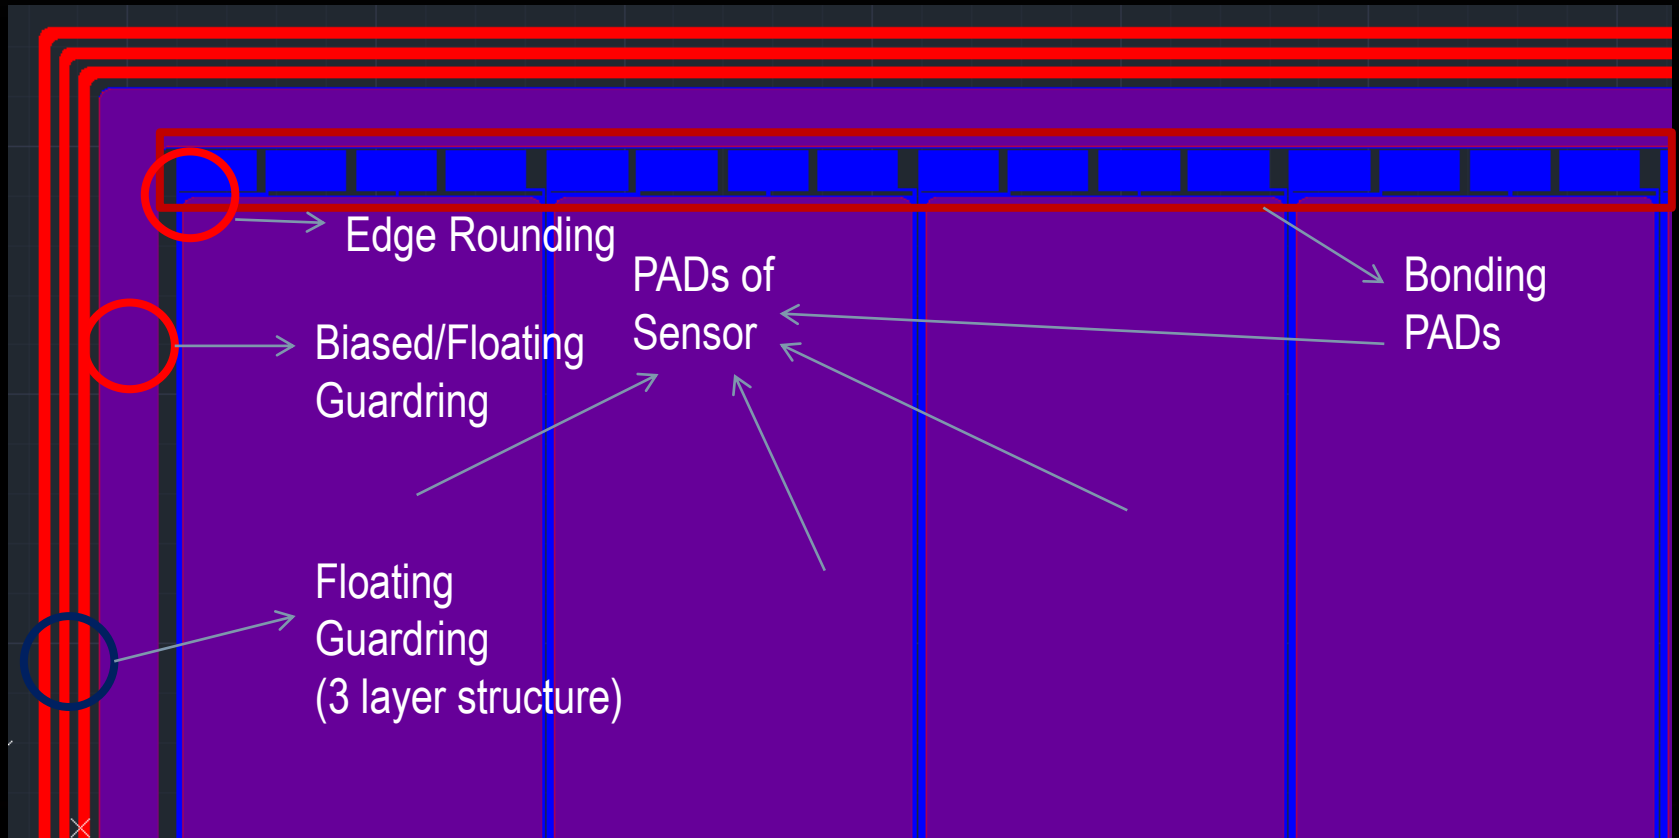 Edge Rounding
PADs of
Sensor
Bonding
PADs
Biased/Floating
Guardring
Floating
Guardring
(3 layer structure)